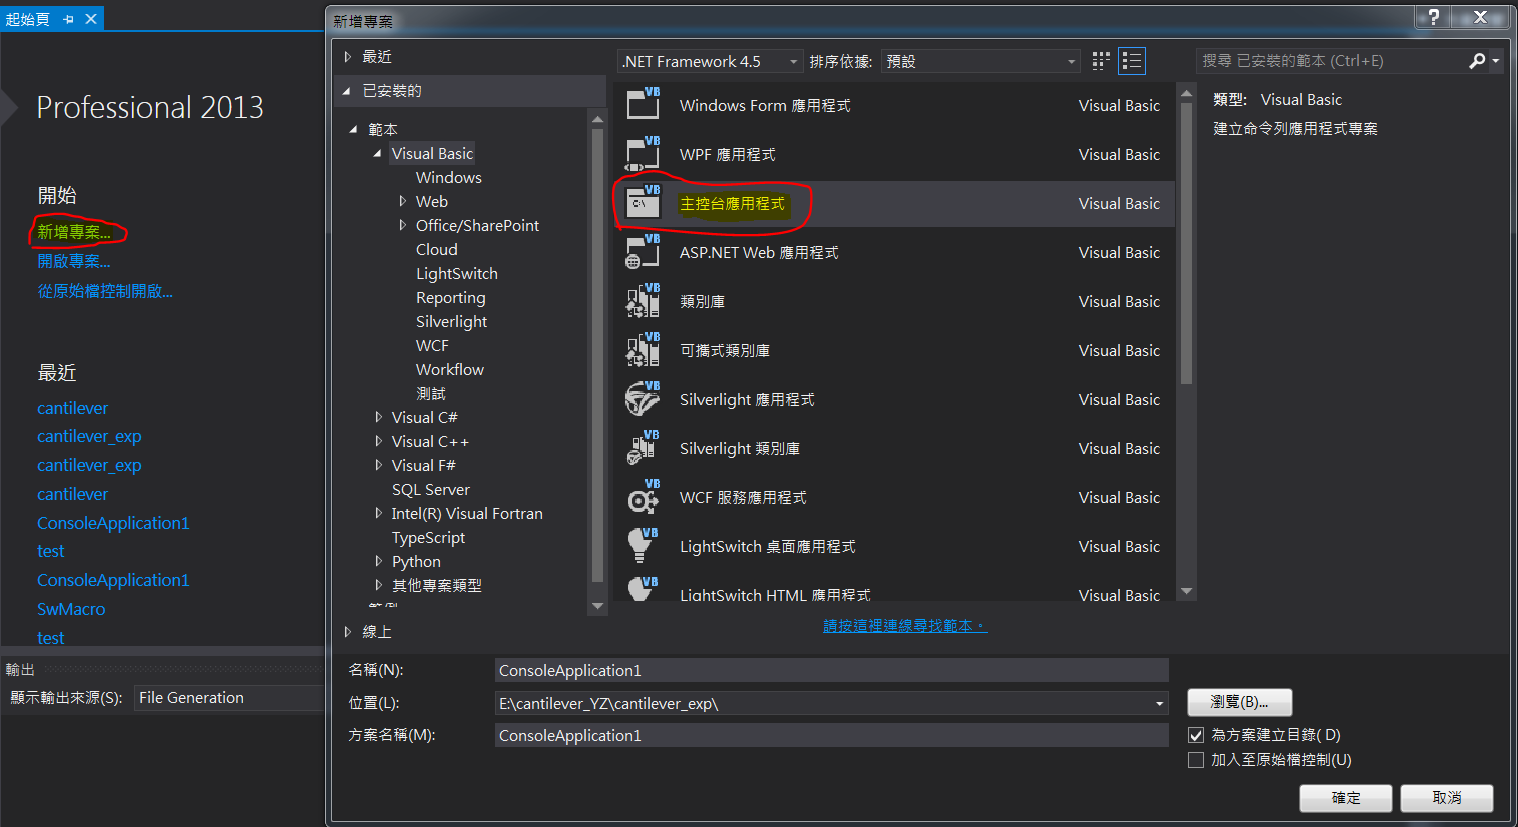 起始頁
Professional 2013
開始
新增專案...
開啟專案...
從原始檔控制開啟...
最近
cantilever
cantilever_exp
cantilever_exp
cantilever
ConsoleApplication1
test
ConsoleApplication1
SwMacro
test
輸出
顯示輸出來源(S): File Generation
新增專案
?
最近
已安裝的
範本
Visual Basic
Windows
Web
Office/SharePoint
Cloud
LightSwitch
Reporting
Silverlight
WCF
Workflow
測試
Visual C#
Visual C++
Visual F#
SQL Server
Intel(R) Visual Fortran
TypeScript
Python
其他專案類型
範例
線上
.NET Framework 4.5 排序依據: 預設
搜尋 已安裝的範本 (Ctrl+E)
VB Windows Form 應用程式 Visual Basic
VB WPF 應用程式 Visual Basic
VB C:\ 主控台應用程式 Visual Basic
VB ASP.NET Web 應用程式 Visual Basic
VB 類別庫 Visual Basic
VB 可攜式類別庫 Visual Basic
VB Silverlight 應用程式 Visual Basic
VB Silverlight 類別庫 Visual Basic
VB WCF 服務應用程式 Visual Basic
VB LightSwitch 桌面應用程式 Visual Basic
VB LightSwitch HTML 應用程式 Visual Basic
請按這裡連線尋找範本。
類型: Visual Basic
建立命令列應用程式專案
名稱(N): ConsoleApplication1
位置(L): E:\cantilever_YZ\cantilever_exp\
瀏覽(B)...
方案名稱(M): ConsoleApplication1
為方案建立目錄( D)
加入至原始檔控制(U)
確定
取消